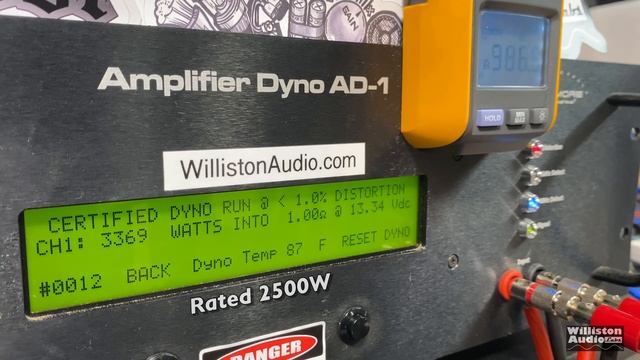 Amplifier Dyno AD-1
HOLD
WillistonAudio.com
CERTIFIED DYNO RUN @ < 1.0% DISTORTION
CH1: 3369 WATTS INTO 1.00Ω @ 13.34 Vdc
#0012 BACK Dyno Temp 87 F RESET DYNO
Rated 2500W
DANGER
Williston
Audio Labs